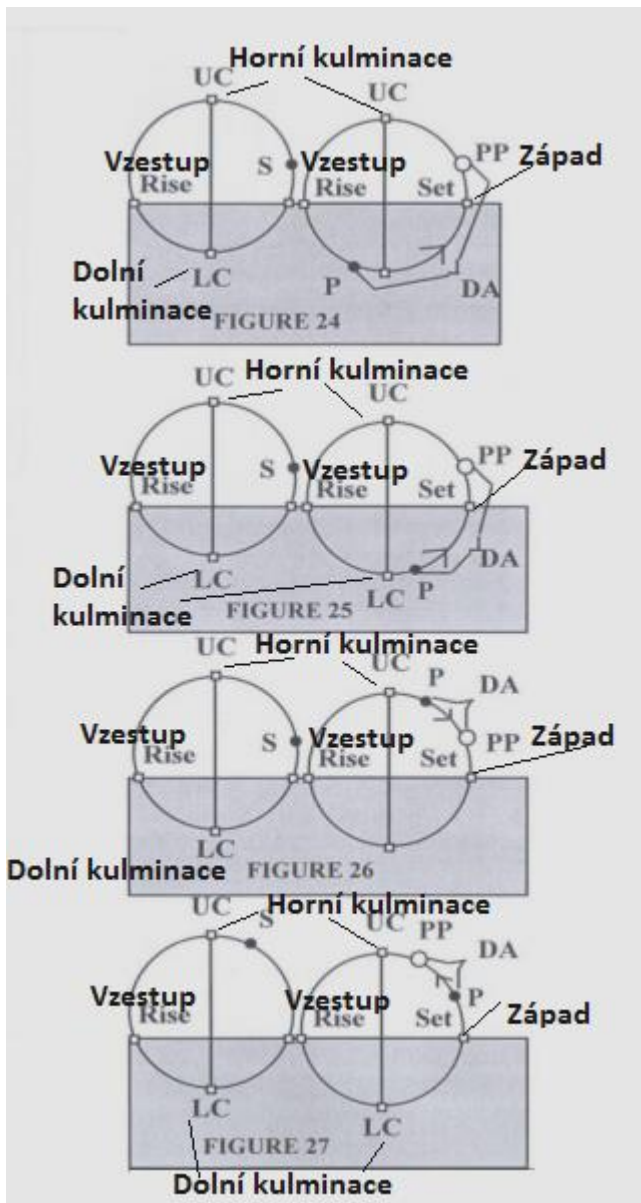 Horní kulminace
UC
UC
PP
Vzestup
S
Vzestup
Západ
Rise
Rise
Set
Dolní
kulminace
LC
P
DA
FIGURE 24
Horní kulminace
UC
UC
PP
Vzestup
S
Vzestup
Západ
Rise
Rise
Set
Dolní
kulminace
LC
LC
P
DA
FIGURE 25
Horní kulminace
UC
UC
P
DA
Vzestup
S
Vzestup
PP
Západ
Rise
Rise
Set
LC
Dolní kulminace
FIGURE 26
Horní kulminace
UC
S
UC
PP
DA
Vzestup
Vzestup
P
Západ
Rise
Rise
Set
LC
LC
FIGURE 27
Dolní kulminace